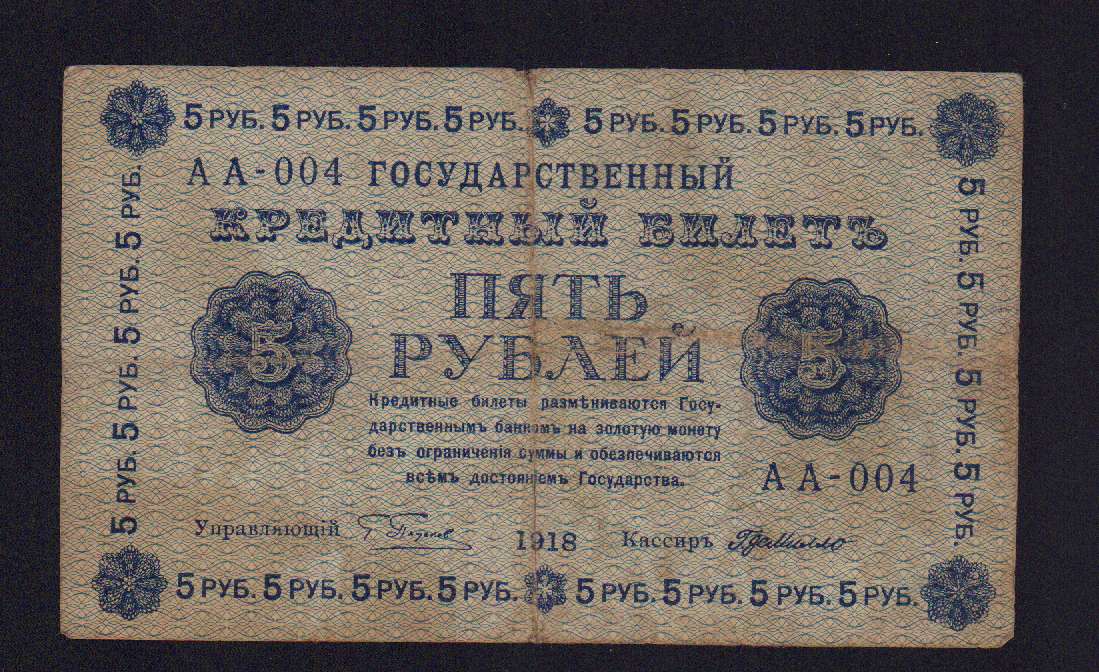 5 РУБ. 5 РУБ. 5 РУБ. 5 РУБ. 5 РУБ. 5 РУБ. 5 РУБ. 5 РУБ.
АА-004 ГОСУДАРСТВЕННЫЙ
КРЕДИТНЫЙ БИЛЕТЪ
ПЯТЬ
РУБЛЕЙ
5
5
Кредитные билеты размѣниваются Госу-
дарственнымъ банкомъ на золотую монету
безъ ограниченія суммы и обезпечиваются
всѣмъ достояніемъ Государства.
АА-004
Управляющій
1918
Кассиръ
5 РУБ. 5 РУБ. 5 РУБ. 5 РУБ.
5 РУБ. 5 РУБ. 5 РУБ. 5 РУБ.
5 РУБ. 5 РУБ. 5 РУБ. 5 РУБ. 5 РУБ. 5 РУБ. 5 РУБ. 5 РУБ.